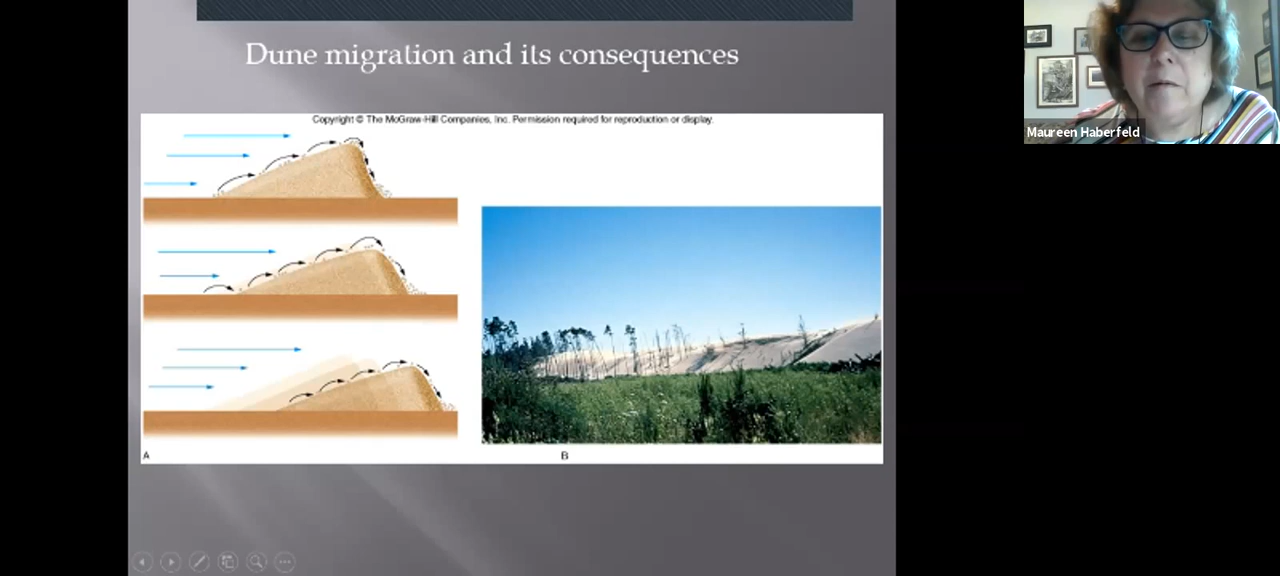 Dune migration and its consequences
Copyright © The McGraw-Hill Companies, Inc. Permission required for reproduction or display.
Maureen Haberfeld
A
B